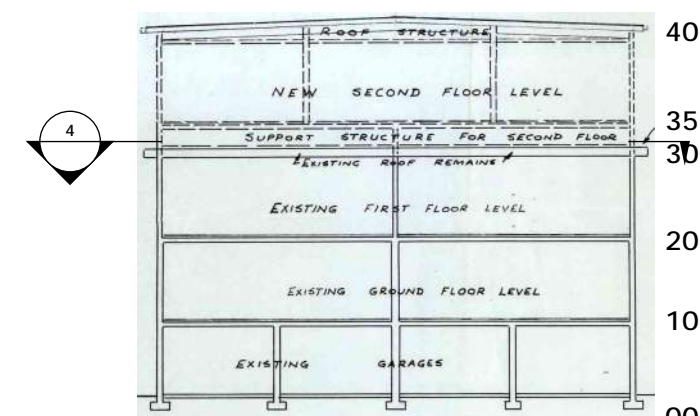 ROOF STRUCTURE
40
NEW SECOND FLOOR LEVEL
35
4
SUPPORT STRUCTURE FOR SECOND FLOOR
30
EXISTING ROOF REMAINS
EXISTING FIRST FLOOR LEVEL
20
EXISTING GROUND FLOOR LEVEL
10
EXISTING GARAGES
00